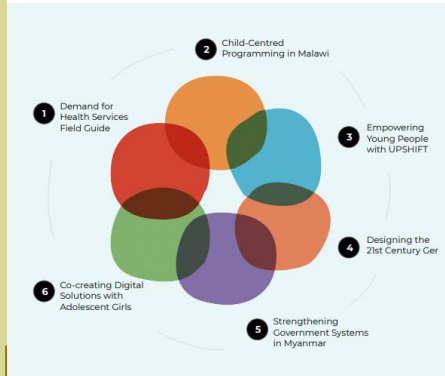 1 Demand for
Health Services
Field Guide
2 Child-Centred
Programming in Malawi
3 Empowering
Young People
with UPSHIFT
4 Designing the
21st Century Ger
5 Strengthening
Government Systems
in Myanmar
6 Co-creating Digital
Solutions with
Adolescent Girls